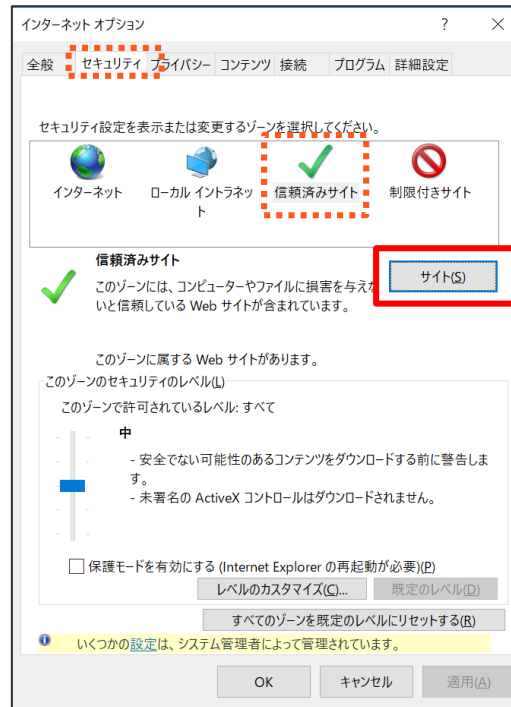 インターネット オプション ? ×
全般 セキュリティ プライバシー コンテンツ 接続 プログラム 詳細設定
セキュリティ設定を表示または変更するゾーンを選択してください。
インターネット ローカル イントラネッ 信頼済みサイト 制限付きサイト
ト
信頼済みサイト
サイト(S)
このゾーンには、コンピューターやファイルに損害を与えな
いと信頼している Web サイトが含まれています。
このゾーンに属する Web サイトがあります。
このゾーンのセキュリティのレベル(L)
このゾーンで許可されているレベル: すべて
中
- 安全でない可能性のあるコンテンツをダウンロードする前に警告しま
す。
- 未署名の ActiveX コントロールはダウンロードされません。
保護モードを有効にする (Internet Explorer の再起動が必要)(P)
レベルのカスタマイズ(C)... 既定のレベル(D)
すべてのゾーンを既定のレベルにリセットする(R)
いくつかの設定は、システム管理者によって管理されています。
OK キャンセル 適用(A)